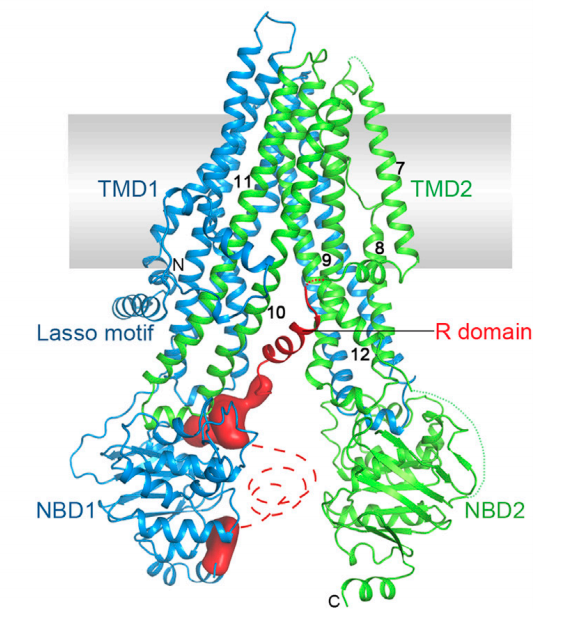 7
TMD1
11
TMD2
8
N
9
10
Lasso motif
R domain
12
NBD1
NBD2
C